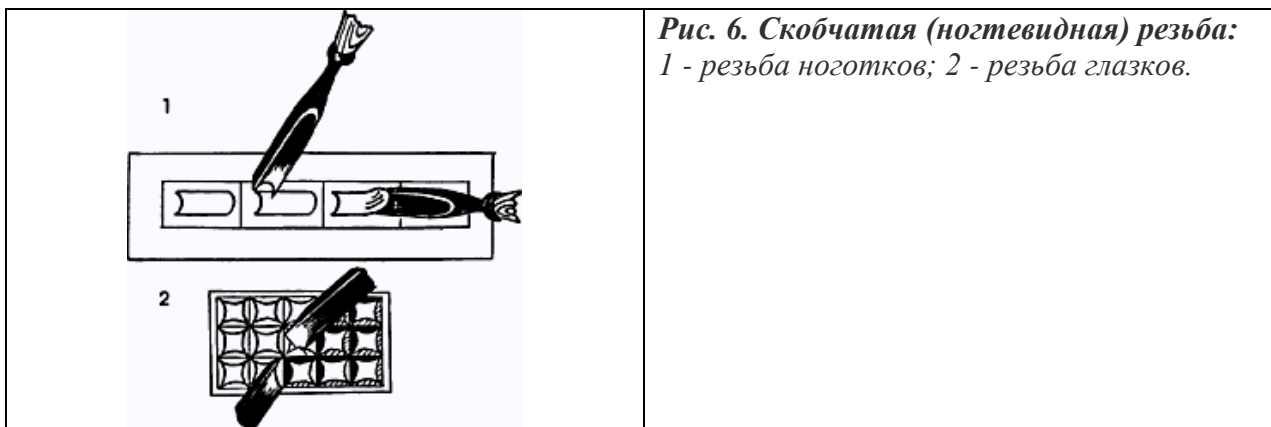 Рис. 6. Скобчатая (ногтевидная) резьба:
1 - резьба ноготков; 2 - резьба глазков.
1
2